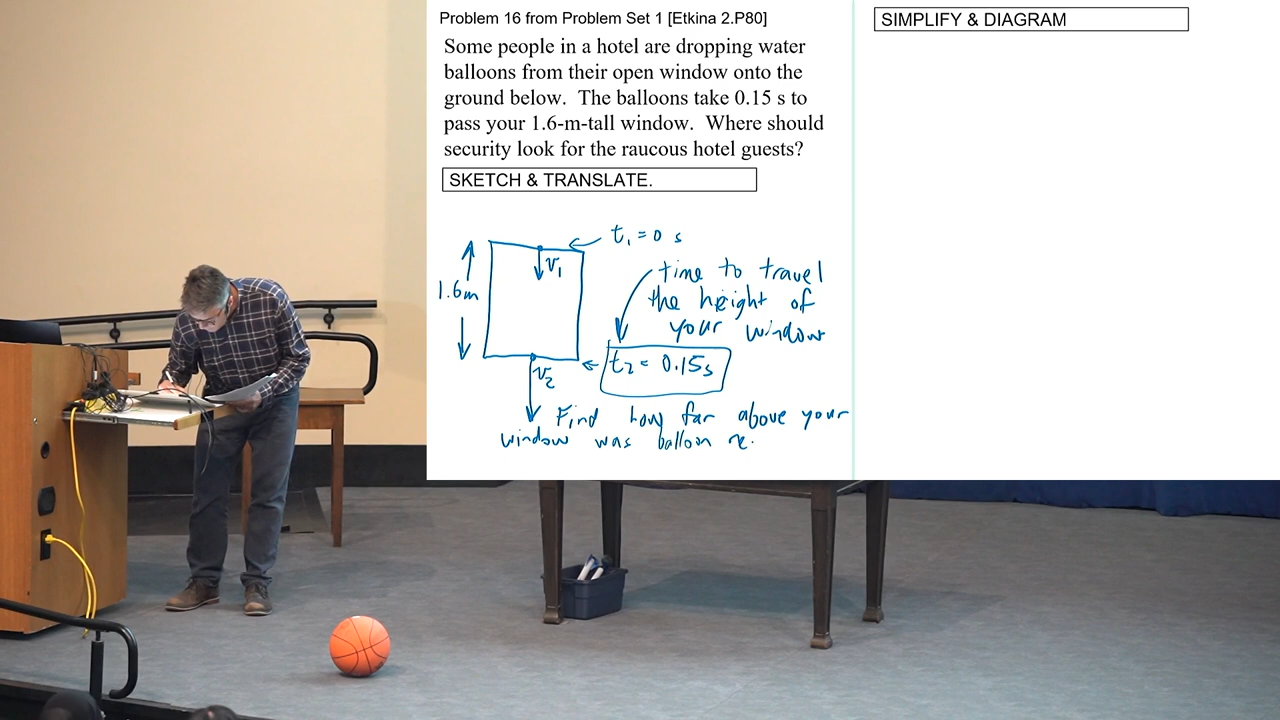 Problem 16 from Problem Set 1 [Etkina 2.P80]
Some people in a hotel are dropping water
balloons from their open window onto the
ground below. The balloons take 0.15 s to
pass your 1.6-m-tall window. Where should
security look for the raucous hotel guests?
SKETCH & TRANSLATE.
t₁ = 0 s
v₁
1.6m
time to travel
the height of
your window
t₂ = 0.15s
v₂
Find how far above your
window was balloon re.
SIMPLIFY & DIAGRAM